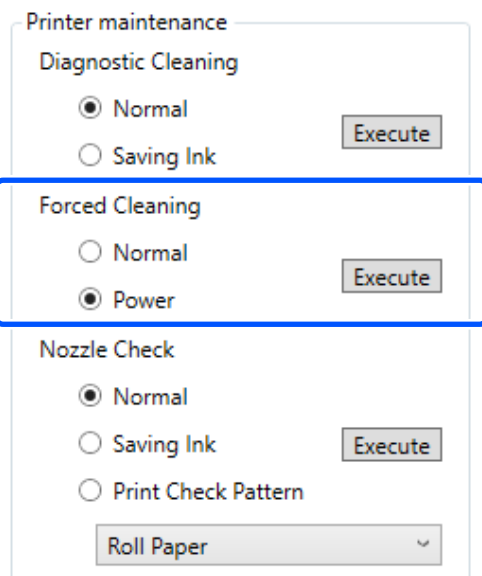 Printer maintenance
Diagnostic Cleaning
Normal
Execute
Saving Ink
Forced Cleaning
Normal
Execute
Power
Nozzle Check
Normal
Saving Ink
Execute
Print Check Pattern
Roll Paper